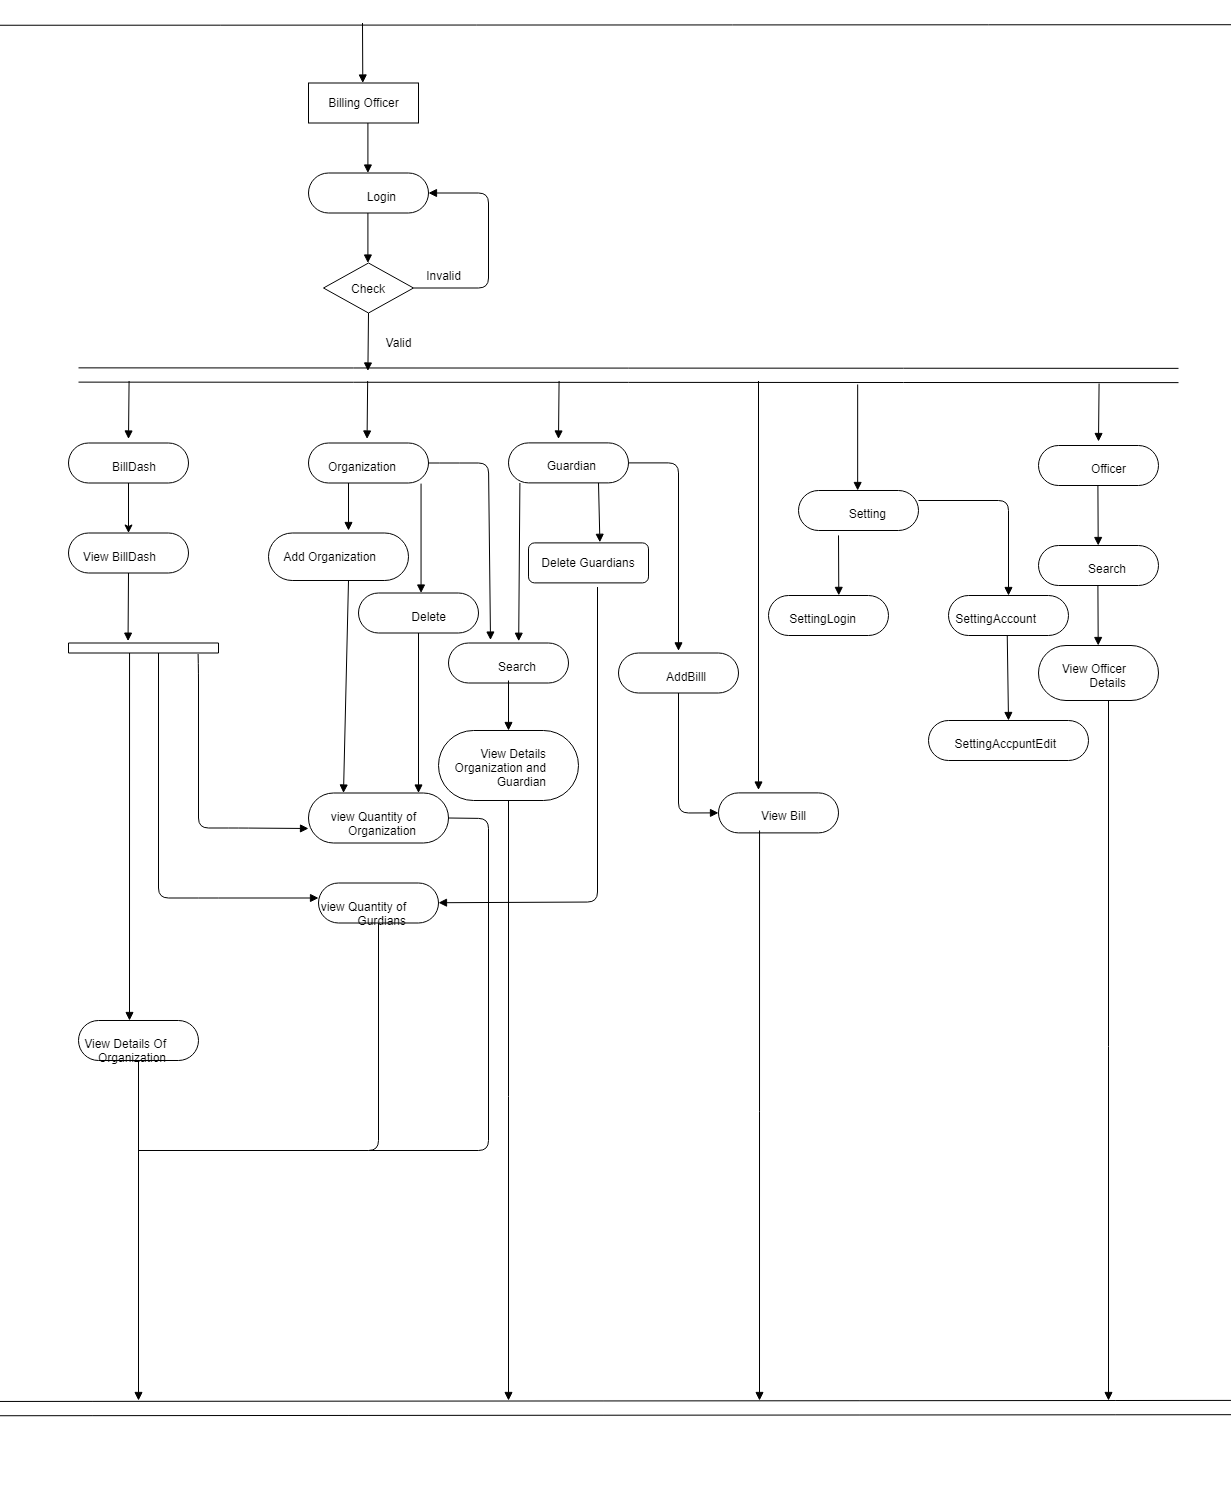 Billing Officer
Login
Invalid
Check
Valid
BillDash
Organization
Guardian
Officer
Setting
View BillDash
Add Organization
Delete Guardians
Search
Delete
SettingLogin
SettingAccount
Search
AddBilll
View Officer
Details
View Details
Organization and
Guardian
SettingAccpuntEdit
view Quantity of
Organization
View Bill
view Quantity of
Gurdians
View Details Of
Organization